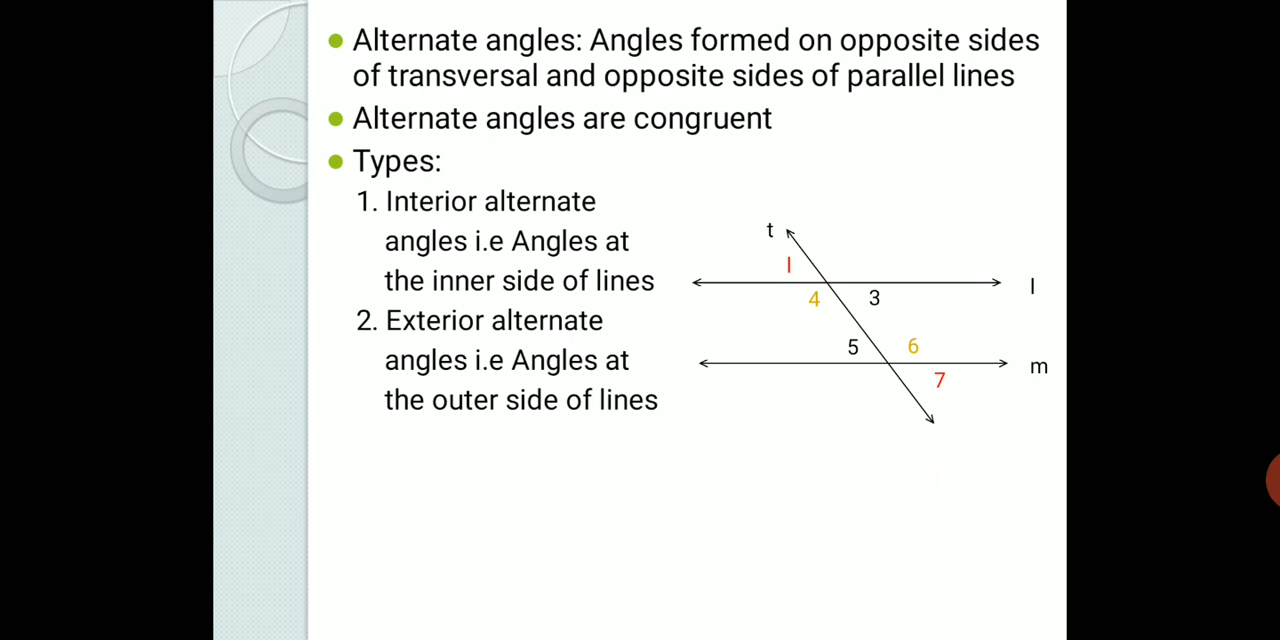 Alternate angles: Angles formed on opposite sides
of transversal and opposite sides of parallel lines
Alternate angles are congruent
Types:
1. Interior alternate
angles i.e Angles at
the inner side of lines
2. Exterior alternate
angles i.e Angles at
the outer side of lines
t
l
l
4
3
5
6
m
7